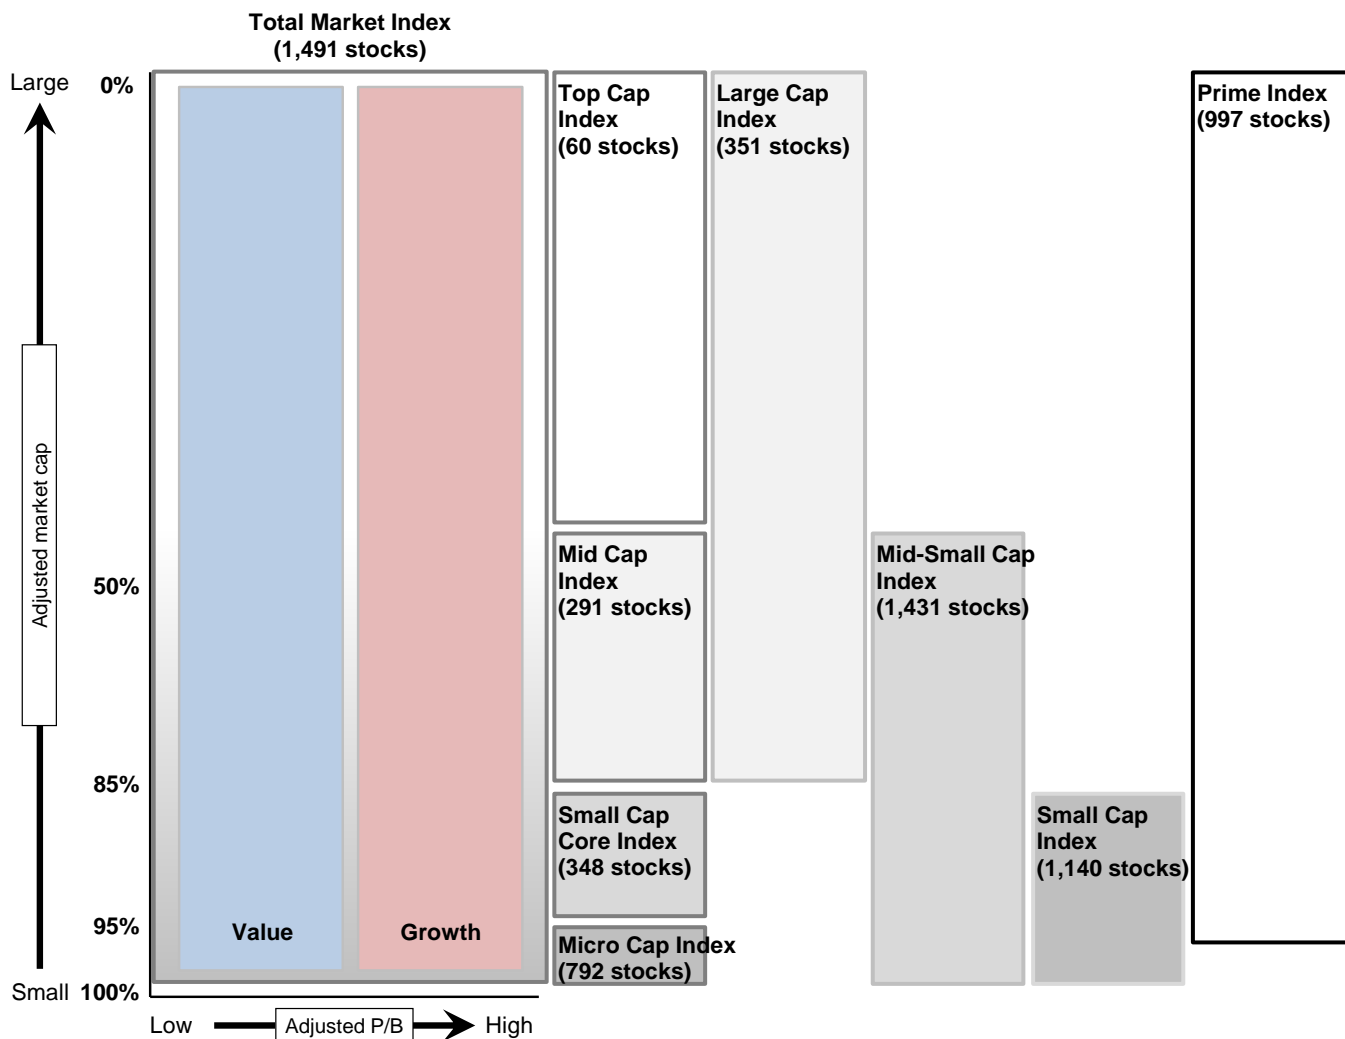 Total Market Index
(1,491 stocks)
Large
0%
Top Cap
Index
(60 stocks)
Large Cap
Index
(351 stocks)
Prime Index
(997 stocks)
Adjusted market cap
50%
Mid Cap
Index
(291 stocks)
Mid-Small Cap
Index
(1,431 stocks)
85%
Small Cap
Core Index
(348 stocks)
Small Cap
Index
(1,140 stocks)
95%
Value
Growth
Micro Cap Index
(792 stocks)
Small
100%
Low
Adjusted P/B
High